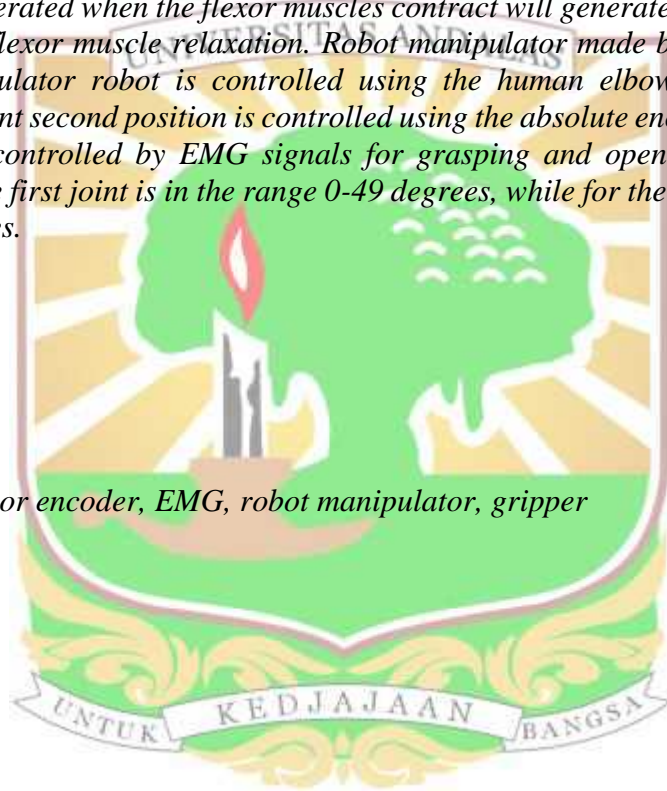 erated when the flexor muscles contract will generate
flexor muscle relaxation. Robot manipulator made b
UNIVERSITAS ANDALAS
ulator robot is controlled using the human elbow
nt second position is controlled using the absolute en
controlled by EMG signals for grasping and open
first joint is in the range 0-49 degrees, while for the
s.
or encoder, EMG, robot manipulator, gripper
UNTUK KEDJAJAAN BANGSA